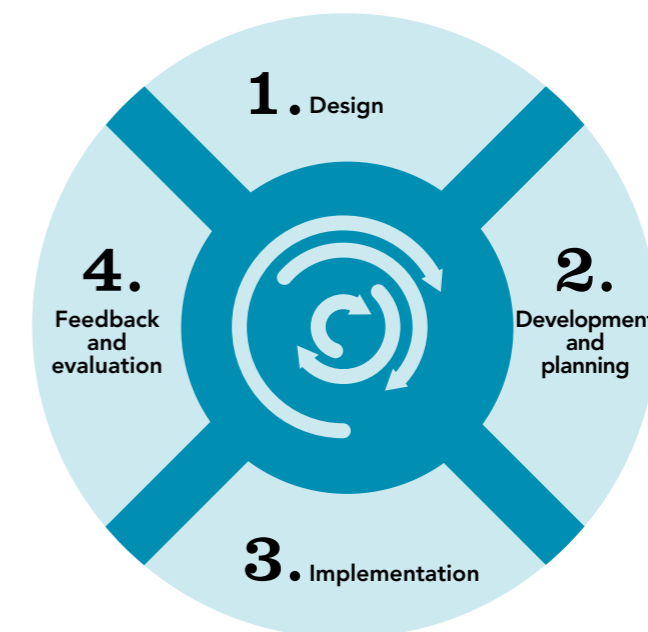 1. Design
2.
Development
and
planning
3. Implementation
4.
Feedback
and
evaluation